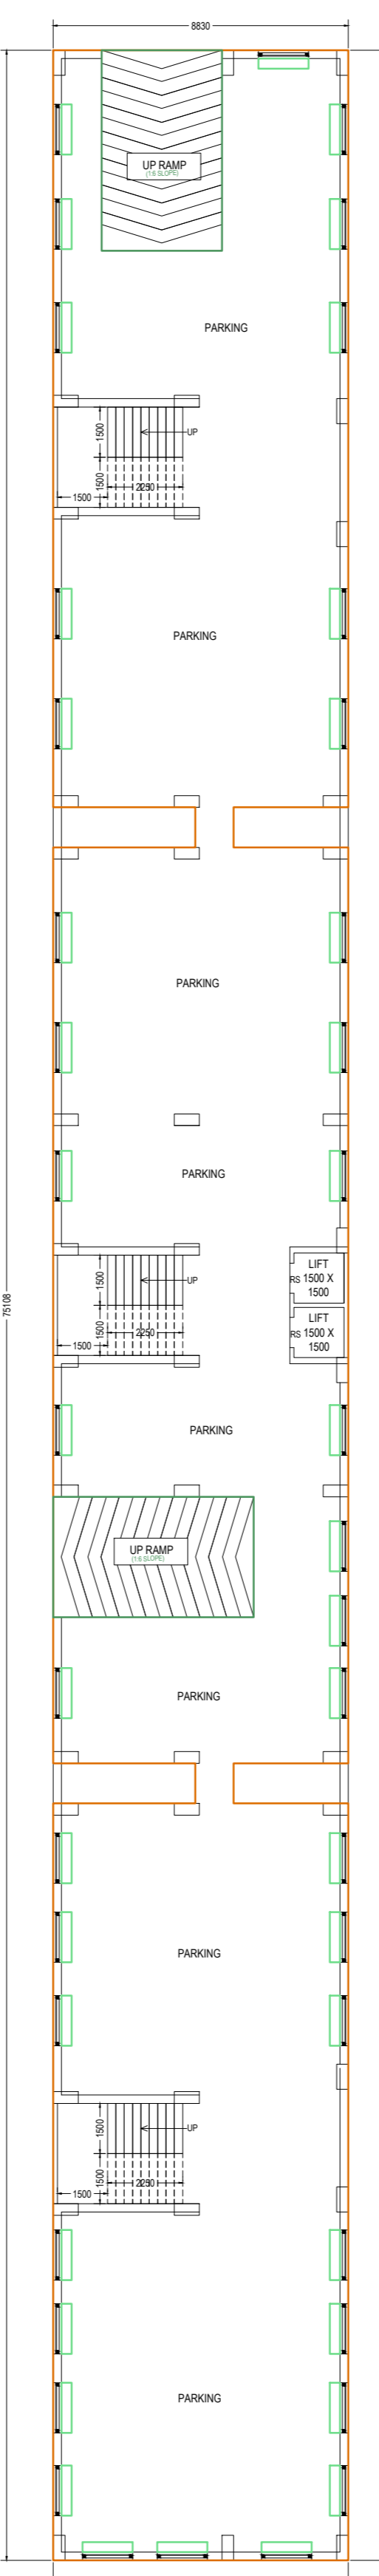 8830
UP RAMP
(1:6 SLOPE)
PARKING
1500
UP
1500
2250
1500
PARKING
PARKING
PARKING
75108
LIFT
RS 1500 X
1500
LIFT
RS 1500 X
1500
1500
UP
1500
2250
1500
PARKING
UP RAMP
(1:6 SLOPE)
PARKING
PARKING
1500
UP
1500
2250
1500
PARKING